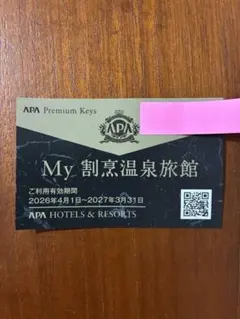 APA Premium Keys
APA
My 割烹温泉旅館
ご利用有効期間
2026年4月1日~2027年3月31日
APA HOTELS & RESORTS